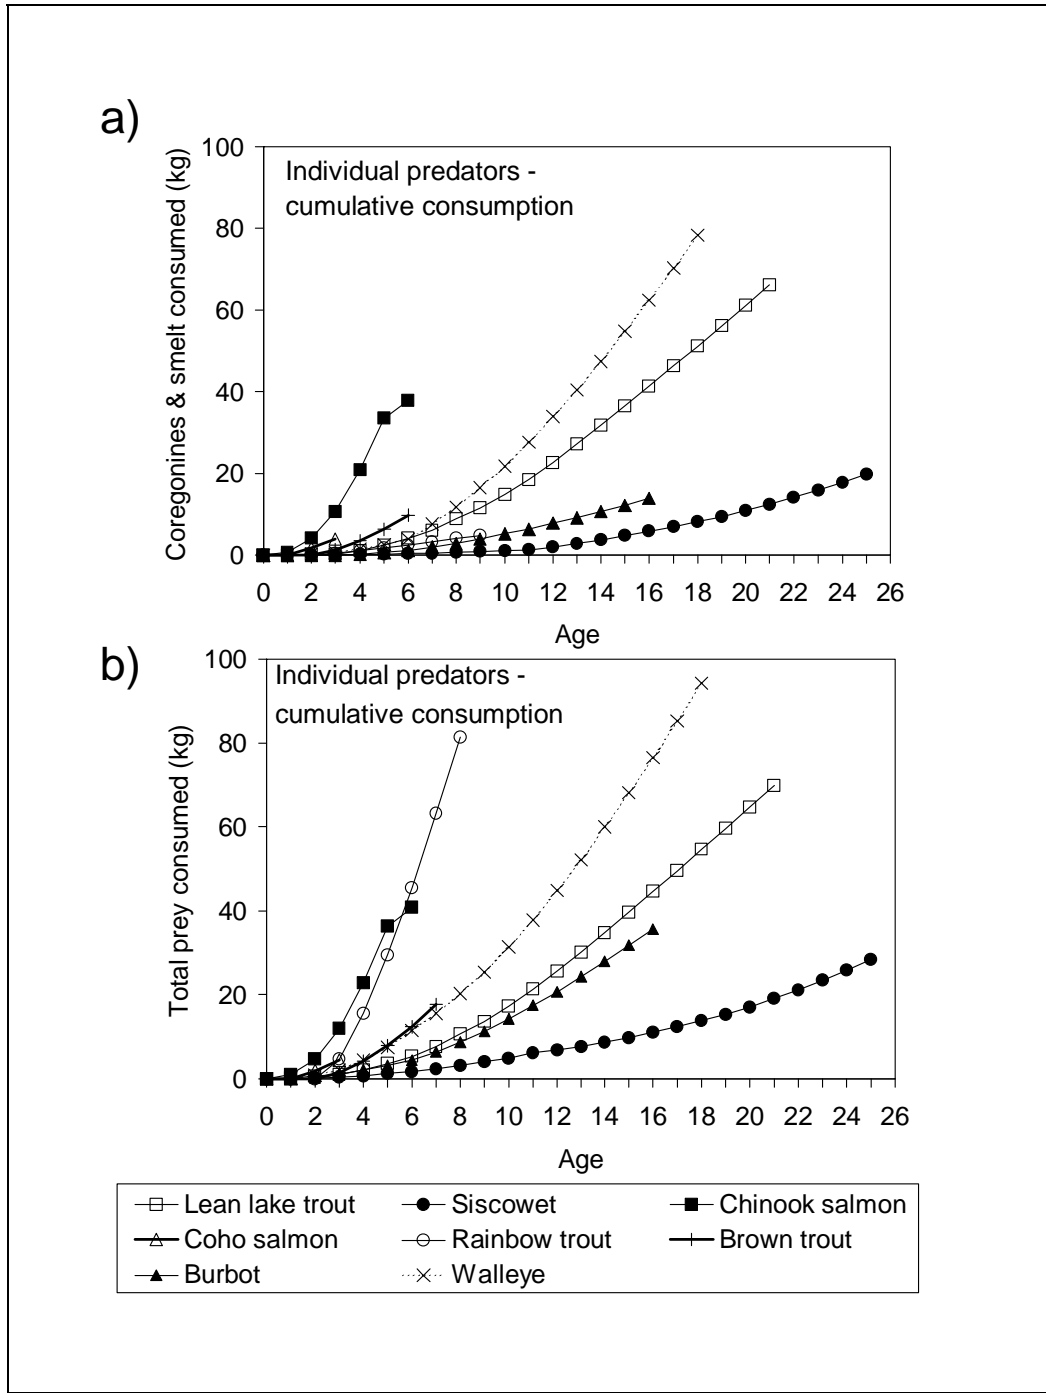 a)
Coregonines & smelt consumed (kg)
100
80
60
40
20
0
Individual predators -
cumulative consumption
0 2 4 6 8 10 12 14 16 18 20 22 24 26
Age
b)
Total prey consumed (kg)
100
80
60
40
20
0
Individual predators -
cumulative consumption
0 2 4 6 8 10 12 14 16 18 20 22 24 26
Age
Lean lake trout Siscowet Chinook salmon
Coho salmon Rainbow trout Brown trout
Burbot Walleye